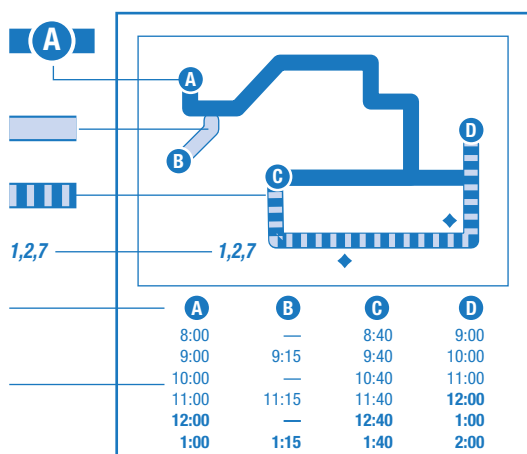 A
A
D
B
C
1,2,7 1,2,7
A B C D
8:00 — 8:40 9:00
9:00 9:15 9:40 10:00
10:00 — 10:40 11:00
11:00 11:15 11:40 12:00
12:00 — 12:40 1:00
1:00 1:15 1:40 2:00